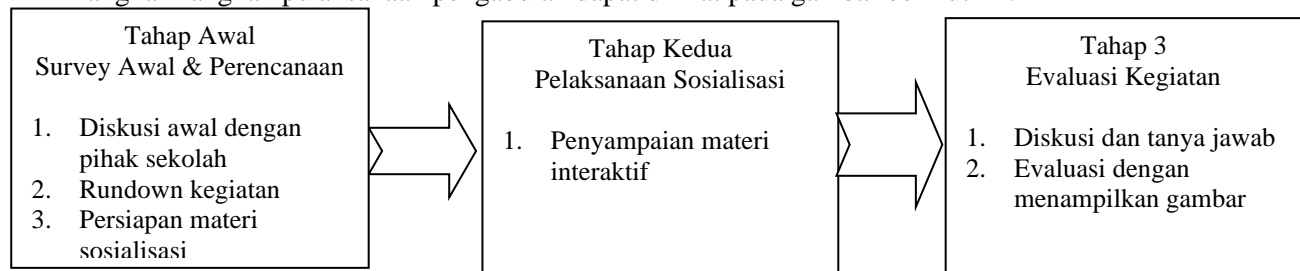 Tahap Awal
Survey Awal & Perencanaan
1. Diskusi awal dengan
pihak sekolah
2. Rundown kegiatan
3. Persiapan materi
sosialisasi
Tahap Kedua
Pelaksanaan Sosialisasi
1. Penyampaian materi
interaktif
Tahap 3
Evaluasi Kegiatan
1. Diskusi dan tanya jawab
2. Evaluasi dengan
menampilkan gambar